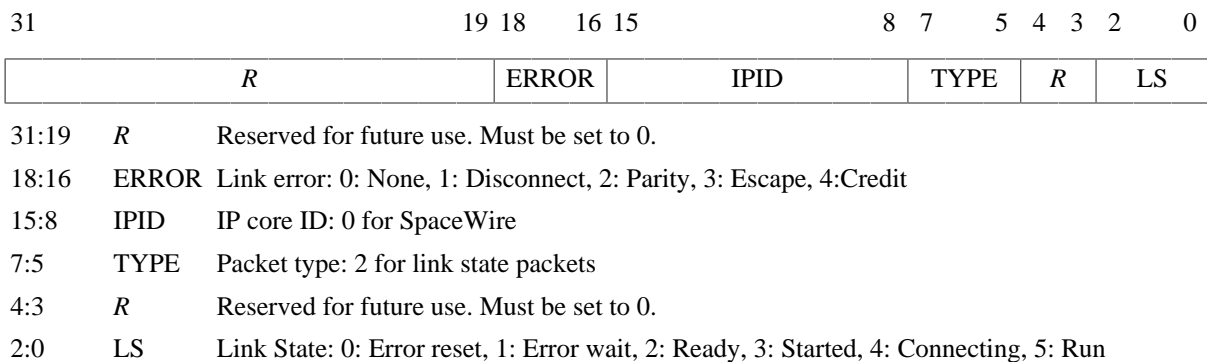 31 19 18 16 15 8 7 5 4 3 2 0
R ERROR IPID TYPE R LS
31:19 R Reserved for future use. Must be set to 0.
18:16 ERROR Link error: 0: None, 1: Disconnect, 2: Parity, 3: Escape, 4:Credit
15:8 IPID IP core ID: 0 for SpaceWire
7:5 TYPE Packet type: 2 for link state packets
4:3 R Reserved for future use. Must be set to 0.
2:0 LS Link State: 0: Error reset, 1: Error wait, 2: Ready, 3: Started, 4: Connecting, 5: Run